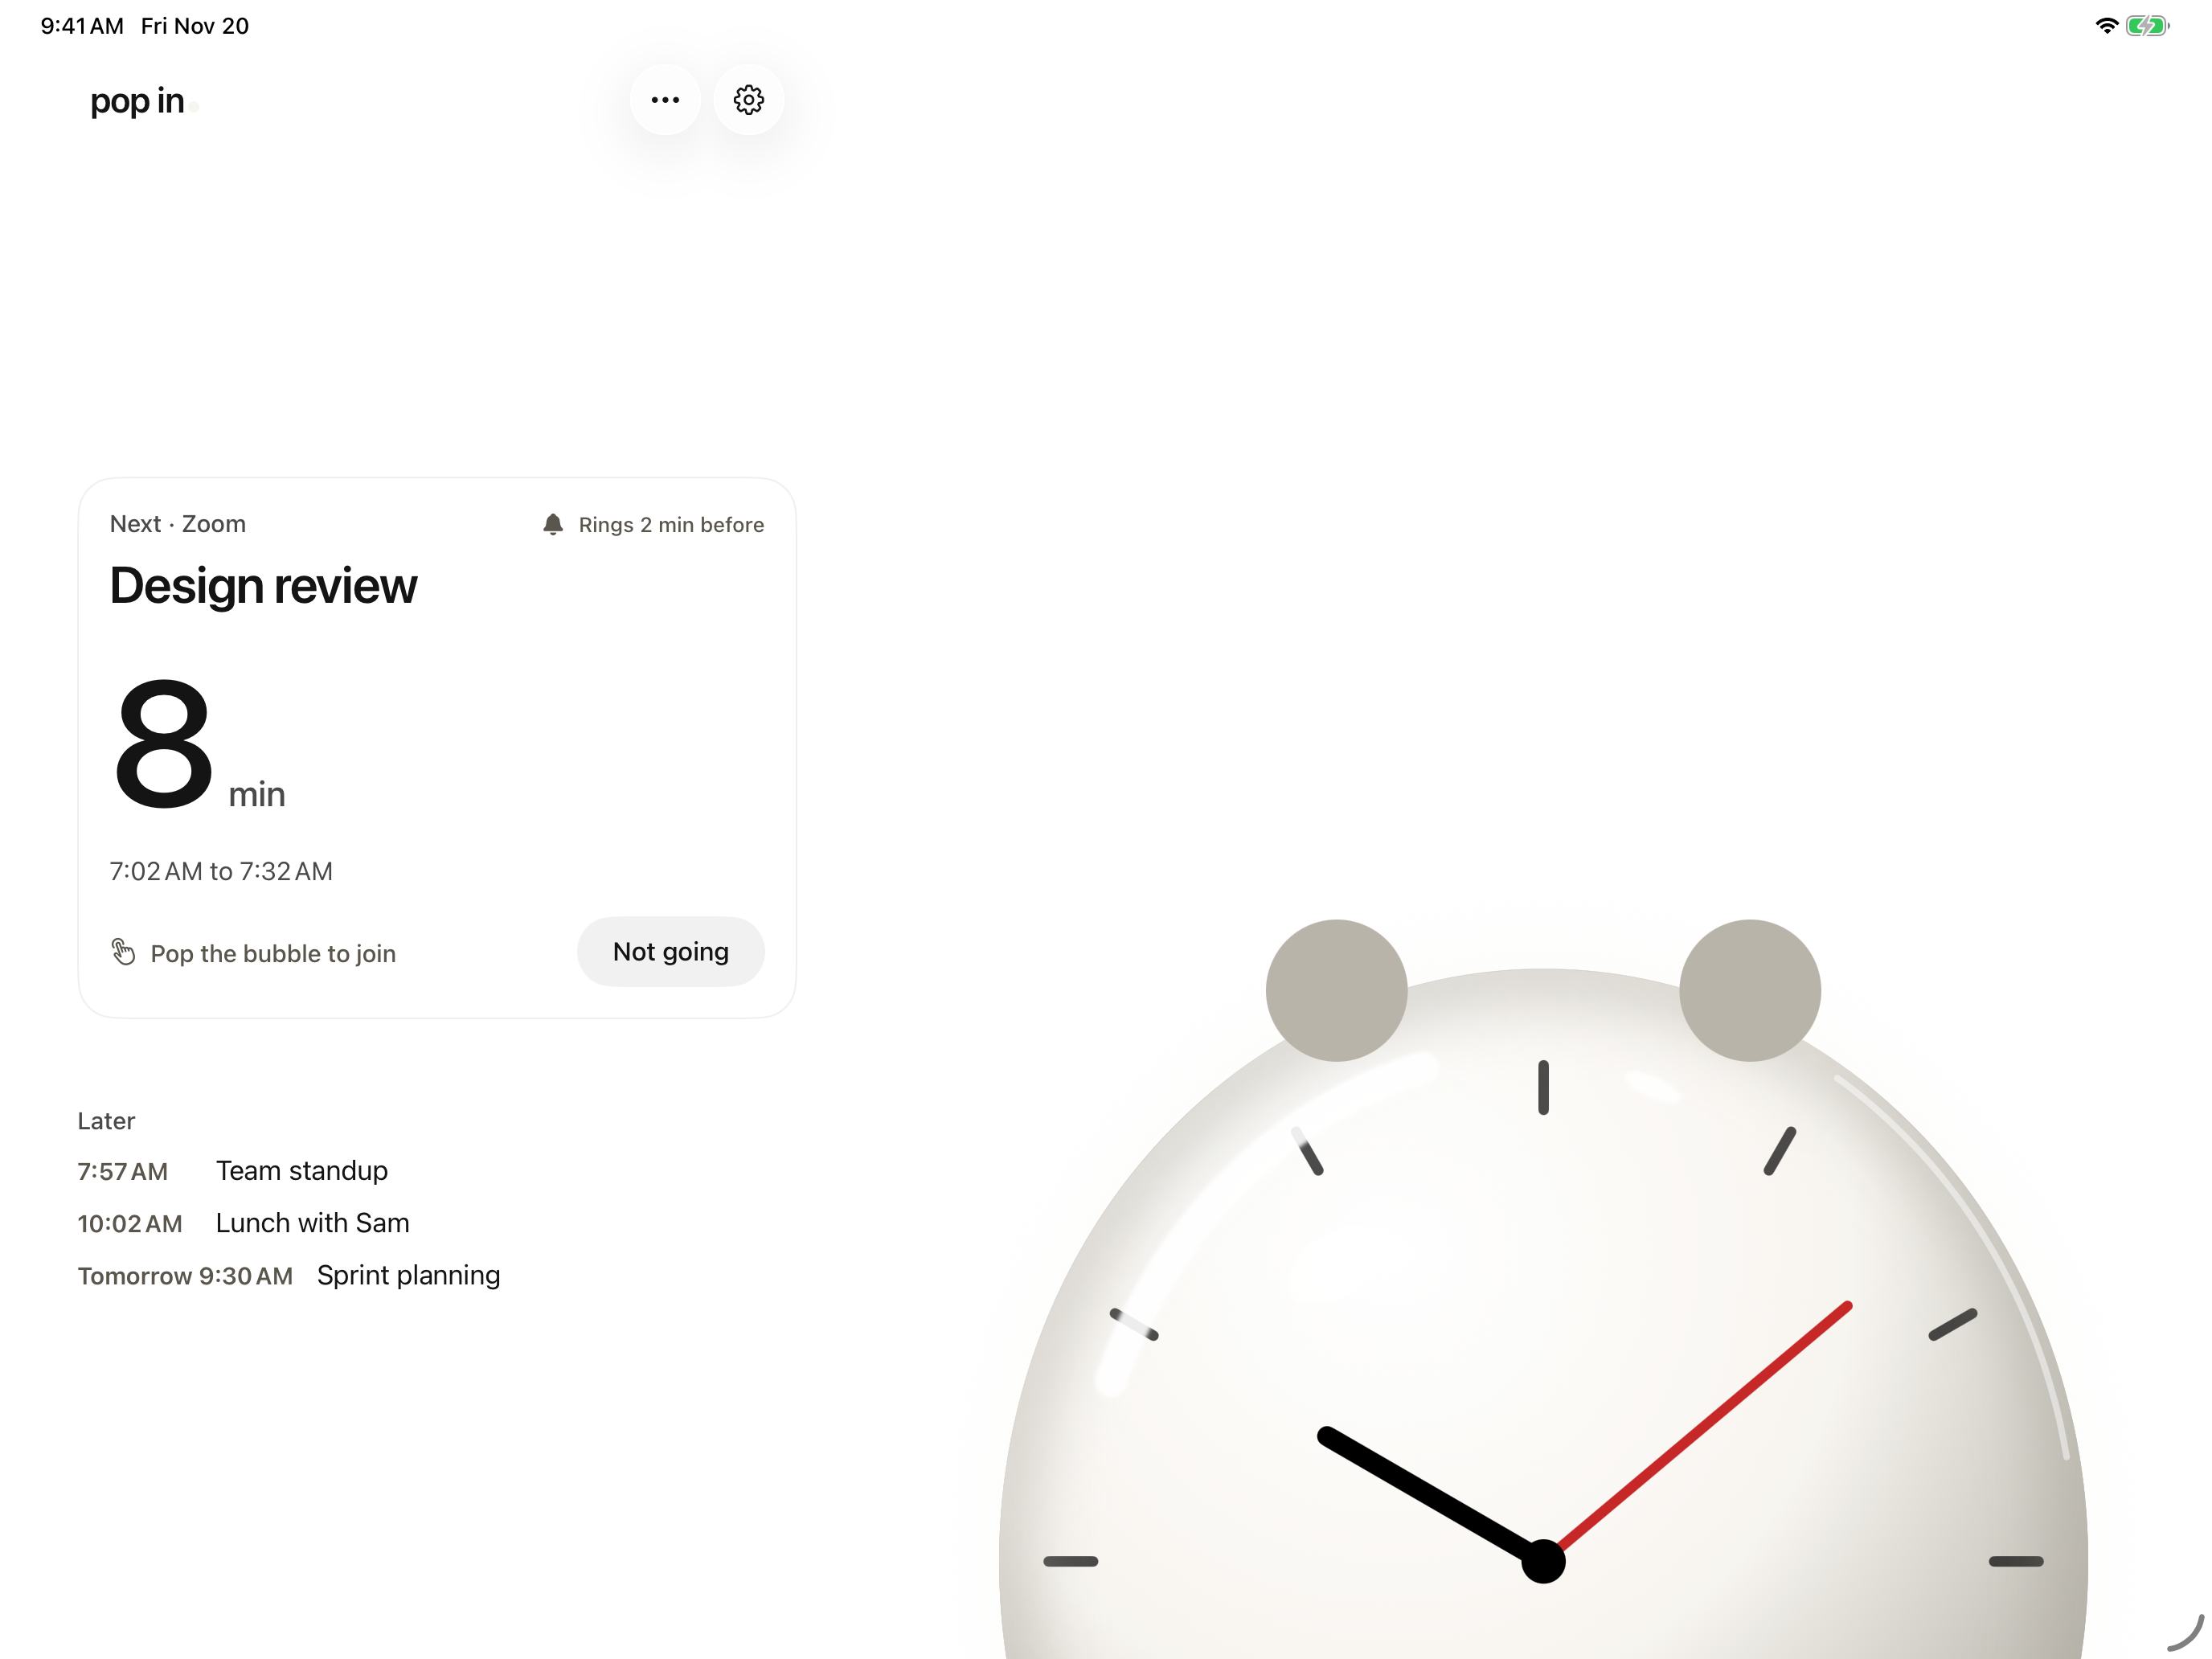 9:41 AM Fri Nov 20
pop in
Next · Zoom
Rings 2 min before
Design review
8 min
7:02 AM to 7:32 AM
Pop the bubble to join
Not going
Later
7:57 AM Team standup
10:02 AM Lunch with Sam
Tomorrow 9:30 AM Sprint planning